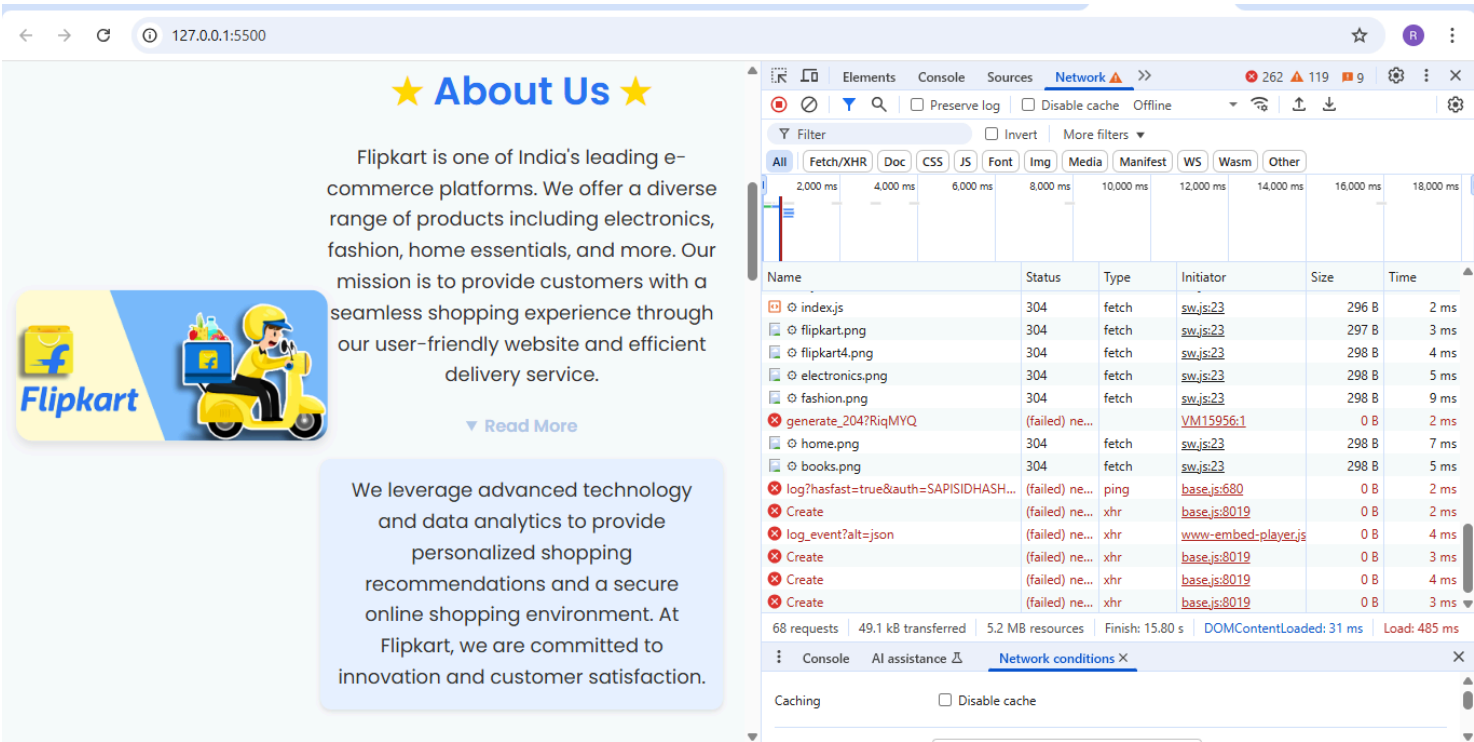 127.0.0.1:5500
R
About Us
Flipkart is one of India's leading e-
commerce platforms. We offer a diverse
range of products including electronics,
fashion, home essentials, and more. Our
mission is to provide customers with a
seamless shopping experience through
our user-friendly website and efficient
delivery service.
▼ Read More
We leverage advanced technology
and data analytics to provide
personalized shopping
recommendations and a secure
online shopping environment. At
Flipkart, we are committed to
innovation and customer satisfaction.
f
f
Flipkart
Elements Console Sources Network 262 119 9
Preserve log Disable cache Offline
Filter Invert More filters ▼
All Fetch/XHR Doc CSS JS Font Img Media Manifest WS Wasm Other
2,000 ms 4,000 ms 6,000 ms 8,000 ms 10,000 ms 12,000 ms 14,000 ms 16,000 ms 18,000 ms
Name Status Type Initiator Size Time
index.js 304 fetch sw.js:23 296 B 2 ms
flipkart.png 304 fetch sw.js:23 297 B 3 ms
flipkart4.png 304 fetch sw.js:23 298 B 4 ms
electronics.png 304 fetch sw.js:23 298 B 5 ms
fashion.png 304 fetch sw.js:23 298 B 9 ms
generate_204?RiqMYQ (failed) ne... VM15956:1 0 B 2 ms
home.png 304 fetch sw.js:23 298 B 7 ms
books.png 304 fetch sw.js:23 298 B 5 ms
log?hasfast=true&auth=SAPISIDHASH... (failed) ne... ping base.js:680 0 B 2 ms
Create (failed) ne... xhr base.js:8019 0 B 2 ms
log_event?alt=json (failed) ne... xhr www-embed-player.js 0 B 4 ms
Create (failed) ne... xhr base.js:8019 0 B 3 ms
Create (failed) ne... xhr base.js:8019 0 B 4 ms
Create (failed) ne... xhr base.js:8019 0 B 3 ms
68 requests 49.1 kB transferred 5.2 MB resources Finish: 15.80 s DOMContentLoaded: 31 ms Load: 485 ms
Console AI assistance Network conditions
Caching Disable cache